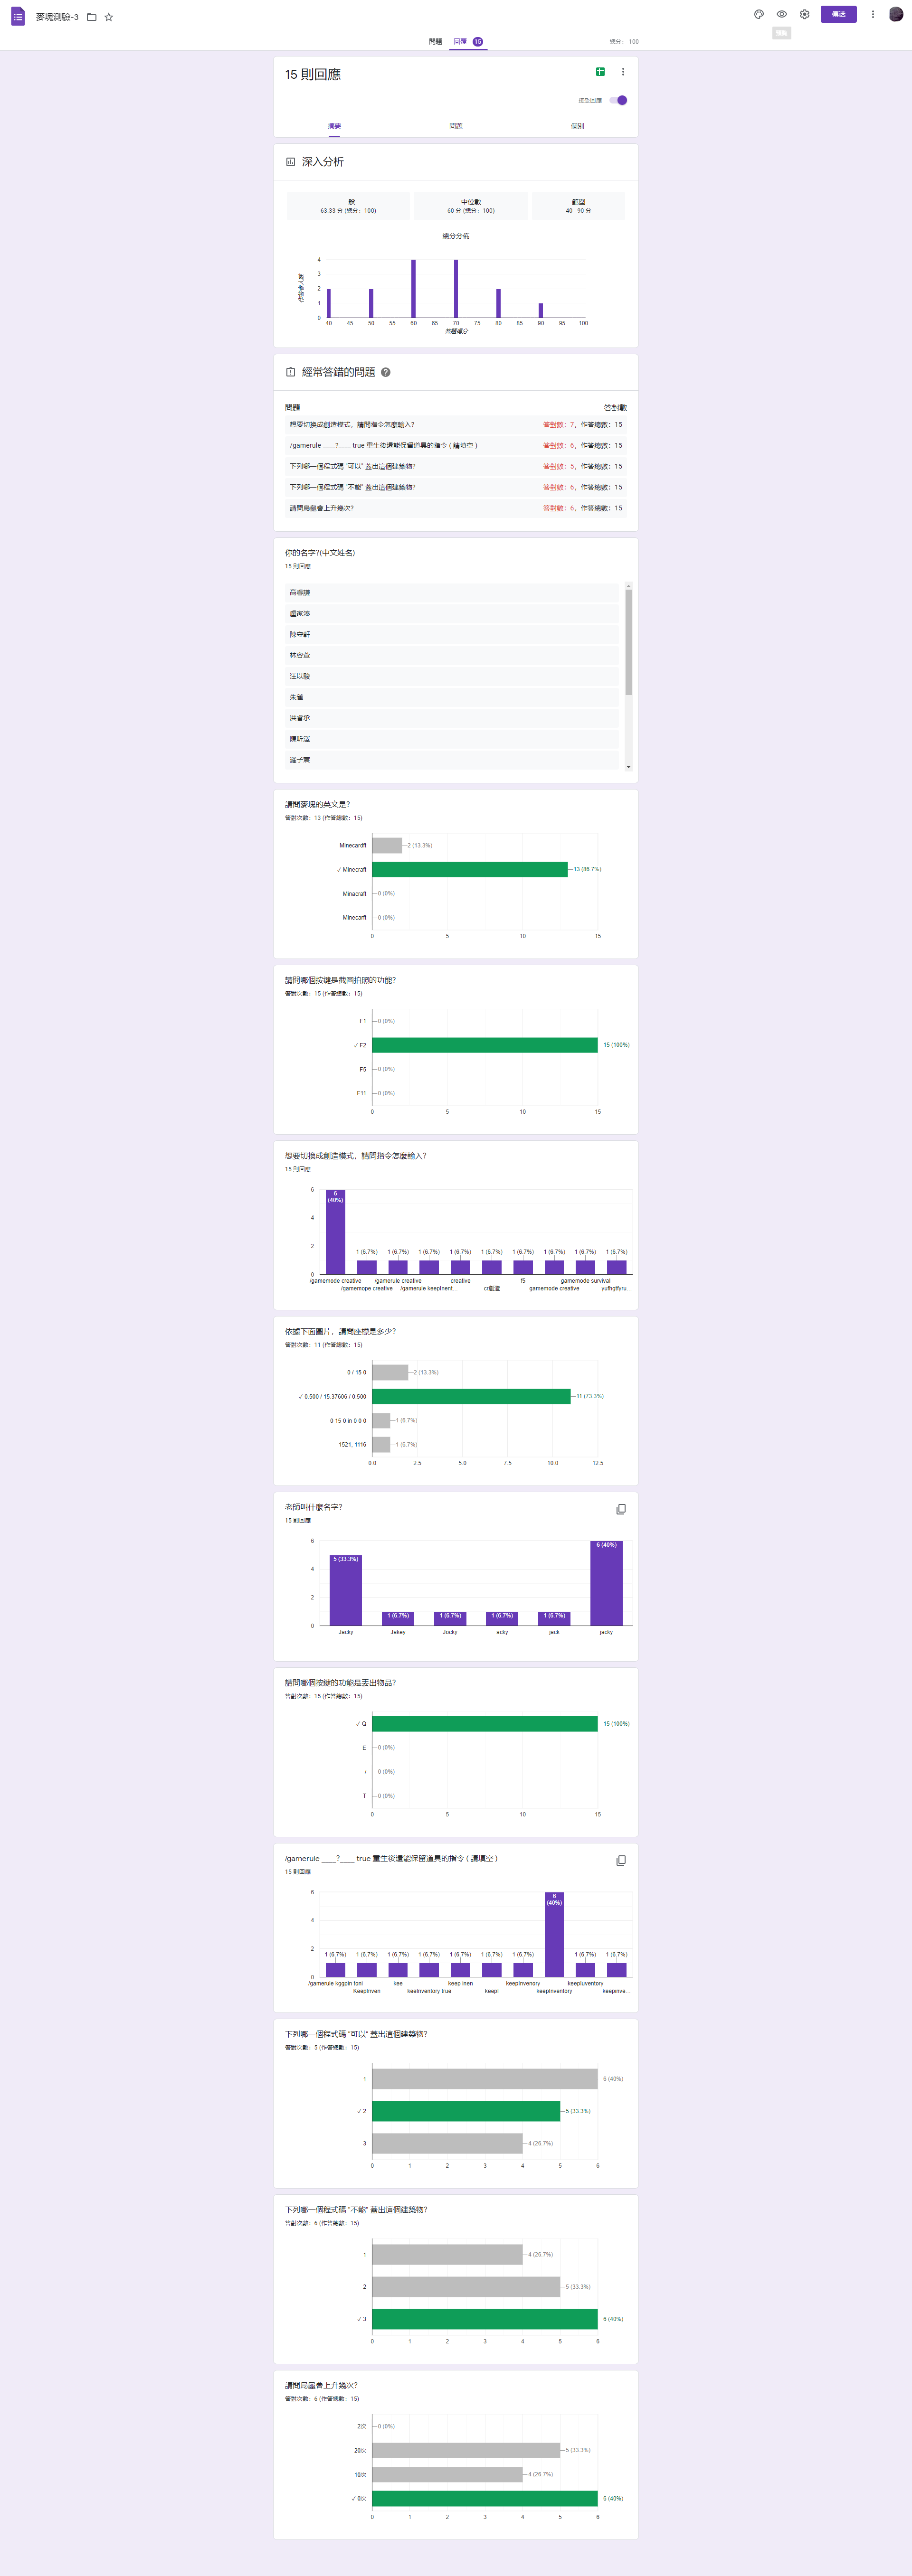 麥塊測驗-3
傳送
問題 回覆 15
總分： 100
15 則回應
接受回應
摘要 問題 個別
深入分析
一般 中位數 範圍
63.33 分 (總分： 100) 60 分 (總分： 100) 40 - 90 分
總分分佈
作答者人數
4
3
2
1
0
40 45 50 55 60 65 70 75 80 85 90 95 100
答題得分
經常答錯的問題
問題 答對數
想要切換成創造模式，請問指令怎麼輸入? 答對數： 7，作答總數： 15
/gamerule ____?____ true 重生後還能保留道具的指令 ( 請填空 ) 答對數： 6，作答總數： 15
下列哪一個程式碼 "可以" 蓋出這個建築物? 答對數： 5，作答總數： 15
下列哪一個程式碼 "不能" 蓋出這個建築物? 答對數： 6，作答總數： 15
請問烏龜會上升幾次? 答對數： 6，作答總數： 15
你的名字?(中文姓名)
15 則回應
陳守軒
林容萱
汪以駿
朱雀
洪睿承
羅子宸
請問麥塊的英文是?
答對次數： 13 (作答總數： 15)
Minecardft 2 (13.3%)
✓ Minecraft 13 (86.7%)
Minacraft 0 (0%)
Minecarft 0 (0%)
0 5 10 15
請問哪個按鍵是截圖拍照的功能?
答對次數： 15 (作答總數： 15)
F1 0 (0%)
✓ F2 15 (100%)
F5 0 (0%)
F11 0 (0%)
0 5 10 15
想要切換成創造模式，請問指令怎麼輸入?
15 則回應
6
4
2
0
6
(40%)
1 (6.7%) 1 (6.7%) 1 (6.7%) 1 (6.7%) 1 (6.7%) 1 (6.7%) 1 (6.7%) 1 (6.7%) 1 (6.7%)
/gamemode creative /gamerule creative creative f5 gamemode survival
/gamemope creative /gamerule keepInent… cr創造 gamemode creative yufhgtfyru…
依據下面圖片，請問座標是多少?
答對次數： 11 (作答總數： 15)
0 / 15 0 2 (13.3%)
✓ 0.500 / 15.37606 / 0.500 11 (73.3%)
0 15 0 in 0 0 0 1 (6.7%)
1521, 1116 1 (6.7%)
0.0 2.5 5.0 7.5 10.0 12.5
老師叫什麼名字?
15 則回應
6
4
2
0
5 (33.3%) 1 (6.7%) 1 (6.7%) 1 (6.7%) 1 (6.7%) 6 (40%)
Jacky Jakey Jocky acky jack jacky
請問哪個按鍵的功能是丟出物品?
答對次數： 15 (作答總數： 15)
✓ Q 15 (100%)
E 0 (0%)
/ 0 (0%)
T 0 (0%)
0 5 10 15
/gamerule ____?____ true 重生後還能保留道具的指令 ( 請填空 )
15 則回應
6
4
2
0
1 (6.7%) 1 (6.7%) 1 (6.7%) 1 (6.7%) 1 (6.7%) 1 (6.7%) 1 (6.7%) 6 (40%) 1 (6.7%) 1 (6.7%)
/gamerule kggpin toni kee keep inen keepInvenory keepluventory
KeepInven keeInventory true keepI keepInventory keepinve…
下列哪一個程式碼 "可以" 蓋出這個建築物?
答對次數： 5 (作答總數： 15)
1 6 (40%)
✓ 2 5 (33.3%)
3 4 (26.7%)
0 1 2 3 4 5 6
下列哪一個程式碼 "不能" 蓋出這個建築物?
答對次數： 6 (作答總數： 15)
1 4 (26.7%)
2 5 (33.3%)
✓ 3 6 (40%)
0 1 2 3 4 5 6
請問烏龜會上升幾次?
答對次數： 6 (作答總數： 15)
2次 0 (0%)
20次 5 (33.3%)
10次 4 (26.7%)
✓ 0次 6 (40%)
0 1 2 3 4 5 6